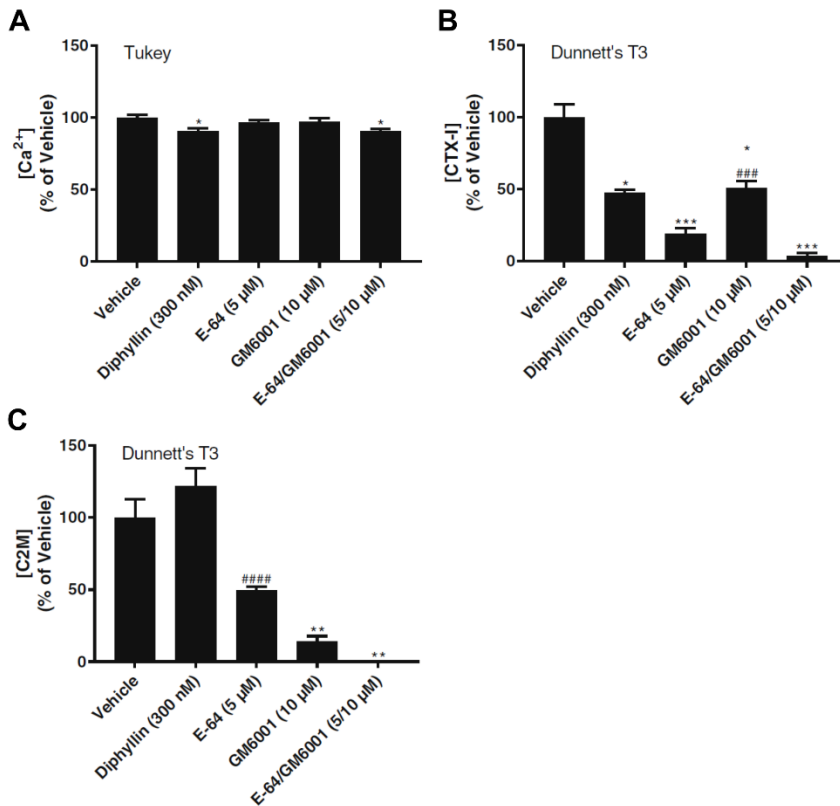 A
Tukey
150
100
50
0
[Ca²⁺]
(% of Vehicle)
*
*
Vehicle
Diphyllin (300 nM)
E-64 (5 µM)
GM6001 (10 µM)
E-64/GM6001 (5/10 µM)
B
Dunnett's T3
150
100
50
0
[CTX-I]
(% of Vehicle)
*
***
*
###
***
Vehicle
Diphyllin (300 nM)
E-64 (5 µM)
GM6001 (10 µM)
E-64/GM6001 (5/10 µM)
C
Dunnett's T3
150
100
50
0
[C2M]
(% of Vehicle)
####
**
**
Vehicle
Diphyllin (300 nM)
E-64 (5 µM)
GM6001 (10 µM)
E-64/GM6001 (5/10 µM)